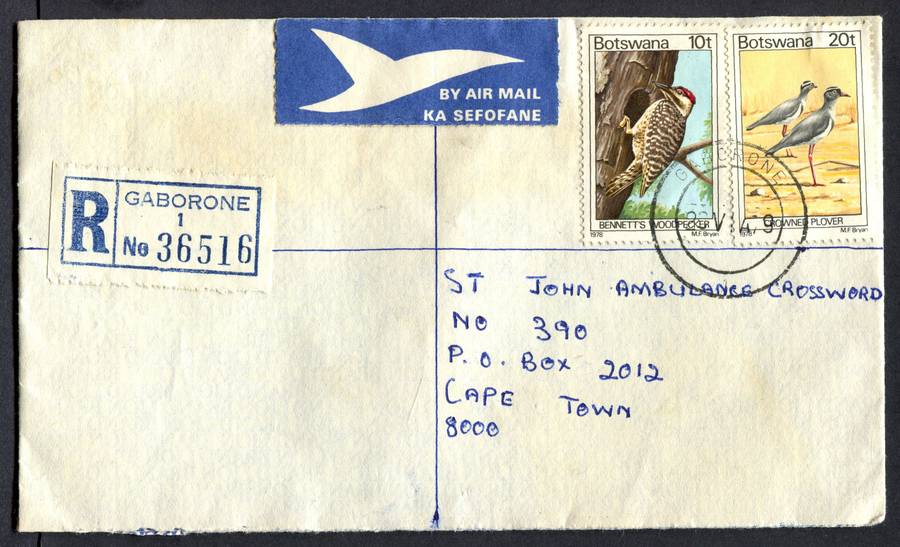 BY AIR MAIL
KA SEFOFANE
Botswana 10t
BENNETT'S WOODPECKER
1978 M.F Bryan
Botswana 20t
CROWNED PLOVER
1978 M.F Bryan
GABORONE
R
GABORONE
1
No 36516
ST JOHN AMBULANCE CROSSWORD
NO 390
P.O. BOX 2012
CAPE TOWN
8000